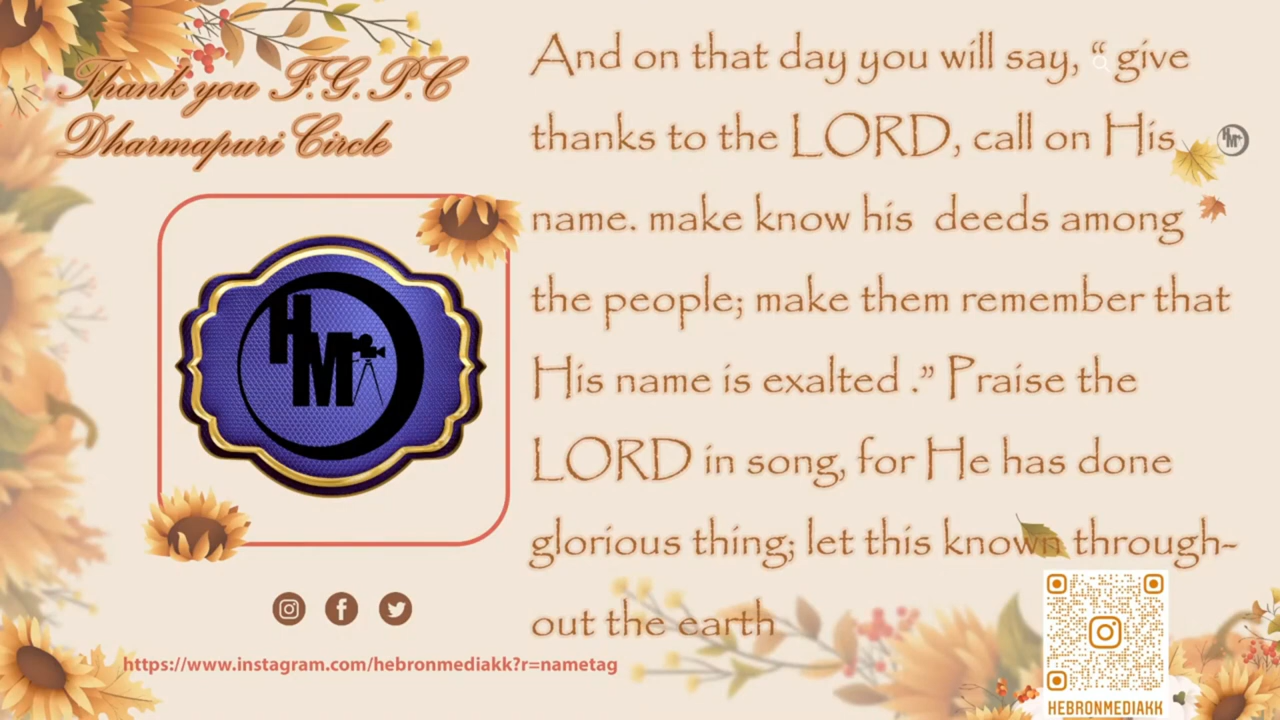 Thank you F.G.P.C
Dharmapuri Circle
HM
https://www.instagram.com/hebronmediakk?r=nametag
And on that day you will say, “ give
thanks to the LORD, call on His
name. make know his deeds among
the people; make them remember that
His name is exalted .” Praise the
LORD in song, for He has done
glorious thing; let this known through-
out the earth
HM
HEBRONMEDIAKK